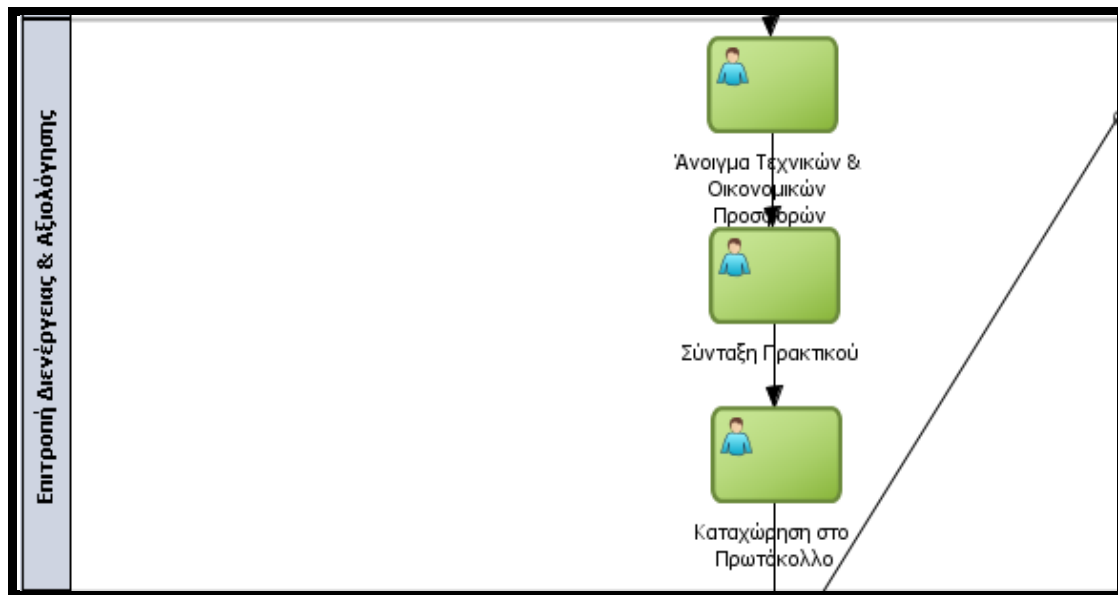 Επιτροπή Διενέργειας & Αξιολόγησης
Άνοιγμα Τεχνικών &
Οικονομικών
Προσφορών
Σύνταξη Πρακτικού
Καταχώρηση στο
Πρωτόκολλο